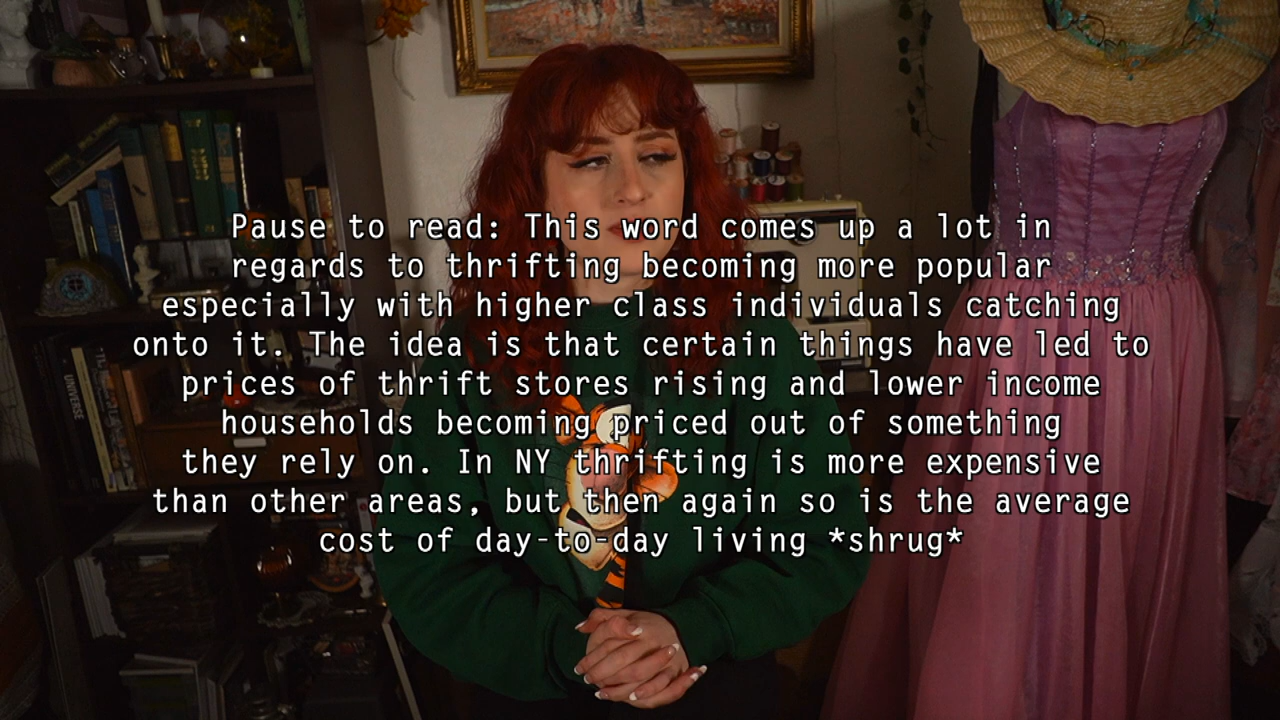 Pause to read: This word comes up a lot in
regards to thrifting becoming more popular
especially with higher class individuals catching
onto it. The idea is that certain things have led to
prices of thrift stores rising and lower income
households becoming priced out of something
they rely on. In NY thrifting is more expensive
than other areas, but then again so is the average
cost of day-to-day living *shrug*
UNIVERSE